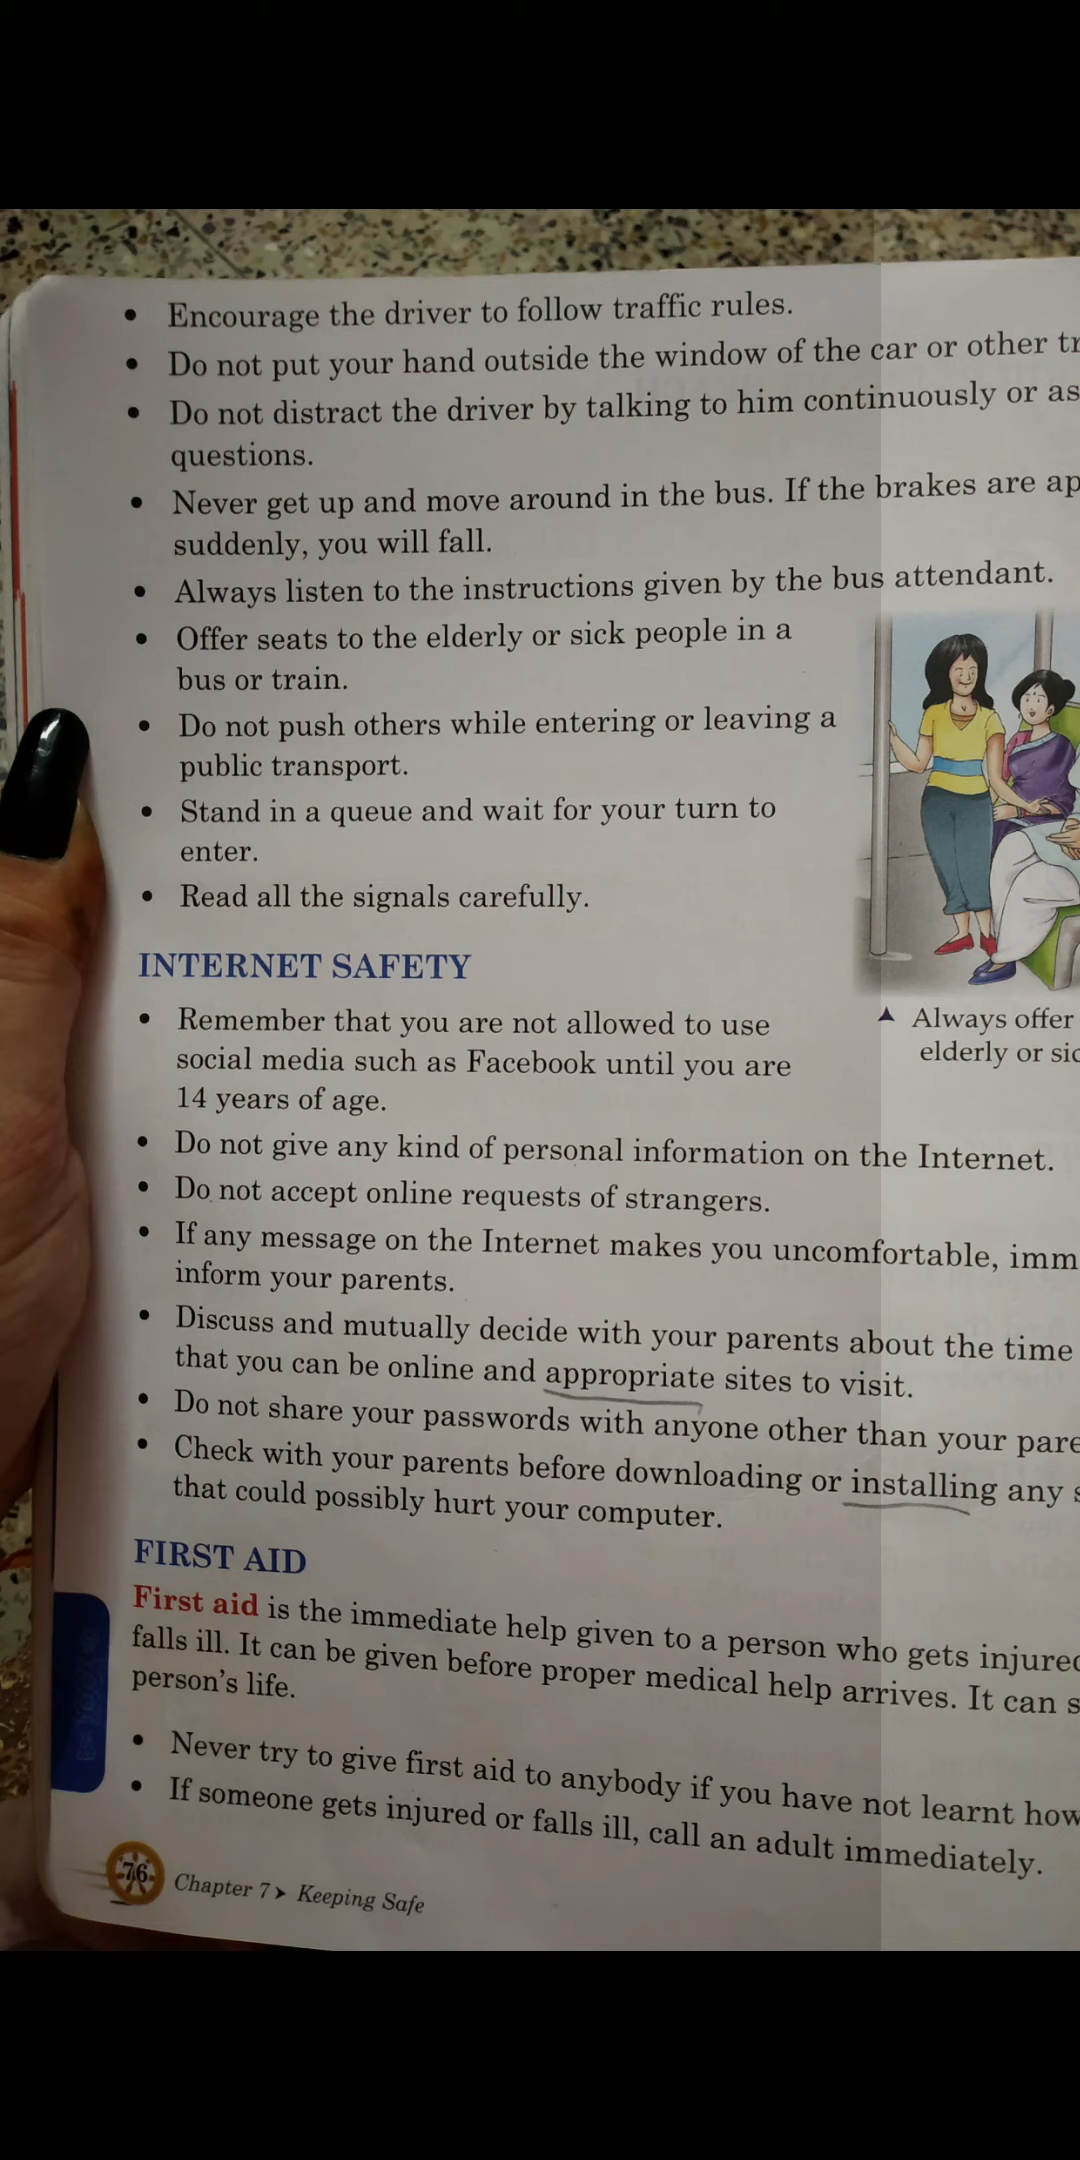 • Encourage the driver to follow traffic rules.
• Do not put your hand outside the window of the car or other
• Do not distract the driver by talking to him continuously or
questions.
• Never get up and move around in the bus. If the brakes are
suddenly, you will fall.
• Always listen to the instructions given by the bus attendant.
• Offer seats to the elderly or sick people in a
bus or train.
• Do not push others while entering or leaving a
public transport.
• Stand in a queue and wait for your turn to
enter.
• Read all the signals carefully.
INTERNET SAFETY
• Remember that you are not allowed to use
social media such as Facebook until you are
14 years of age.
▲ Always offer
elderly or
• Do not give any kind of personal information on the Internet.
• Do not accept online requests of strangers.
• If any message on the Internet makes you uncomfortable,
inform your parents.
• Discuss and mutually decide with your parents about the time
that you can be online and appropriate sites to visit.
• Do not share your passwords with anyone other than your
• Check with your parents before downloading or installing any
that could possibly hurt your computer.
FIRST AID
First aid is the immediate help given to a person who gets
falls ill. It can be given before proper medical help arrives. It can
person's life.
• Never try to give first aid to anybody if you have not learnt how
• If someone gets injured or falls ill, call an adult immediately.
76 Chapter 7 ➤ Keeping Safe